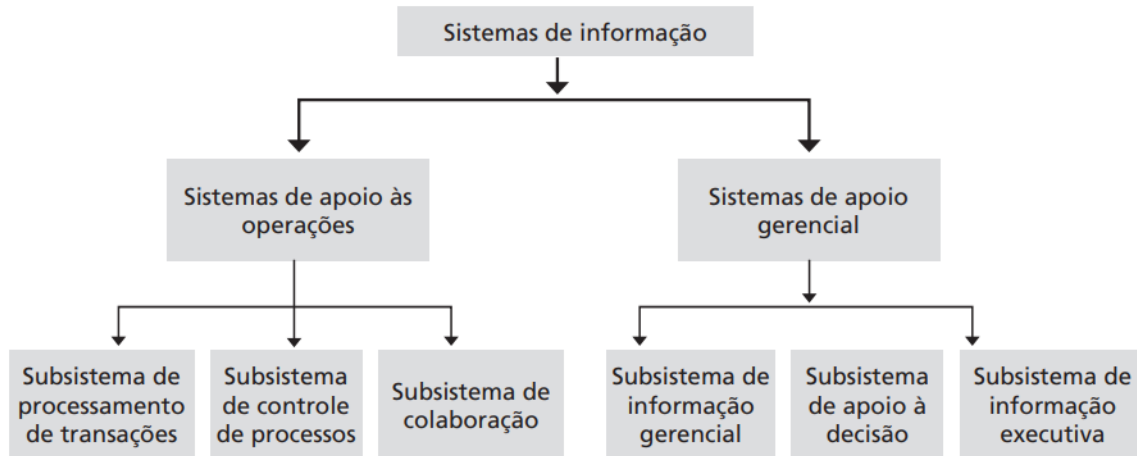 Sistemas de informação
Sistemas de apoio às
operações
Sistemas de apoio
gerencial
Subsistema de
processamento
de transações
Subsistema
de controle
de processos
Subsistema de
colaboração
Subsistema de
informação
gerencial
Subsistema
de apoio à
decisão
Subsistema de
informação
executiva